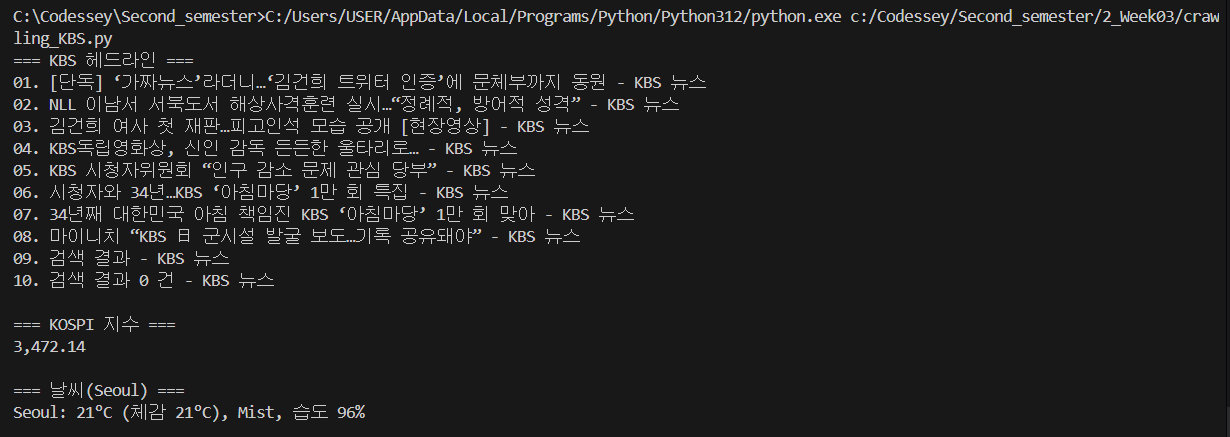 C:\Codessey\Second_semester>C:/Users/USER/AppData/Local/Programs/Python/Python312/python.exe c:/Codessey/Second_semester/2_Week03/craw
ling_KBS.py
=== KBS 헤드라인 ===
01. [단독] ‘가짜뉴스’라더니…‘김건희 트위터 인증’에 문체부까지 동원 - KBS 뉴스
02. NLL 이남서 서북도서 해상사격훈련 실시…“정례적, 방어적 성격” - KBS 뉴스
03. 김건희 여사 첫 재판…피고인석 모습 공개 [현장영상] - KBS 뉴스
04. KBS독립영화상, 신인 감독 든든한 울타리로… - KBS 뉴스
05. KBS 시청자위원회 “인구 감소 문제 관심 당부” - KBS 뉴스
06. 시청자와 34년…KBS ‘아침마당’ 1만 회 특집 - KBS 뉴스
07. 34년째 대한민국 아침 책임진 KBS ‘아침마당’ 1만 회 맞아 - KBS 뉴스
08. 마이니치 “KBS 日 군시설 발굴 보도…기록 공유돼야” - KBS 뉴스
09. 검색 결과 - KBS 뉴스
10. 검색 결과 0 건 - KBS 뉴스
=== KOSPI 지수 ===
3,472.14
=== 날씨(Seoul) ===
Seoul: 21°C (체감 21°C), Mist, 습도 96%